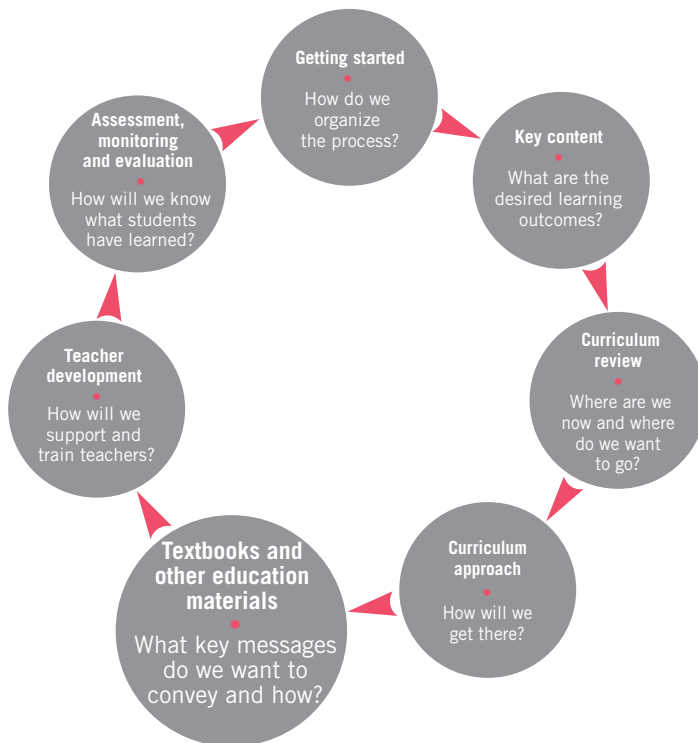 Getting started
How do we
organize
the process?
Key content
What are the
desired learning
outcomes?
Curriculum
review
Where are we
now and where
do we want
to go?
Curriculum
approach
How will we
get there?
Textbooks and
other education
materials
What key messages
do we want to
convey and how?
Teacher
development
How will we
support and
train teachers?
Assessment,
monitoring
and evaluation
How will we know
what students
have learned?